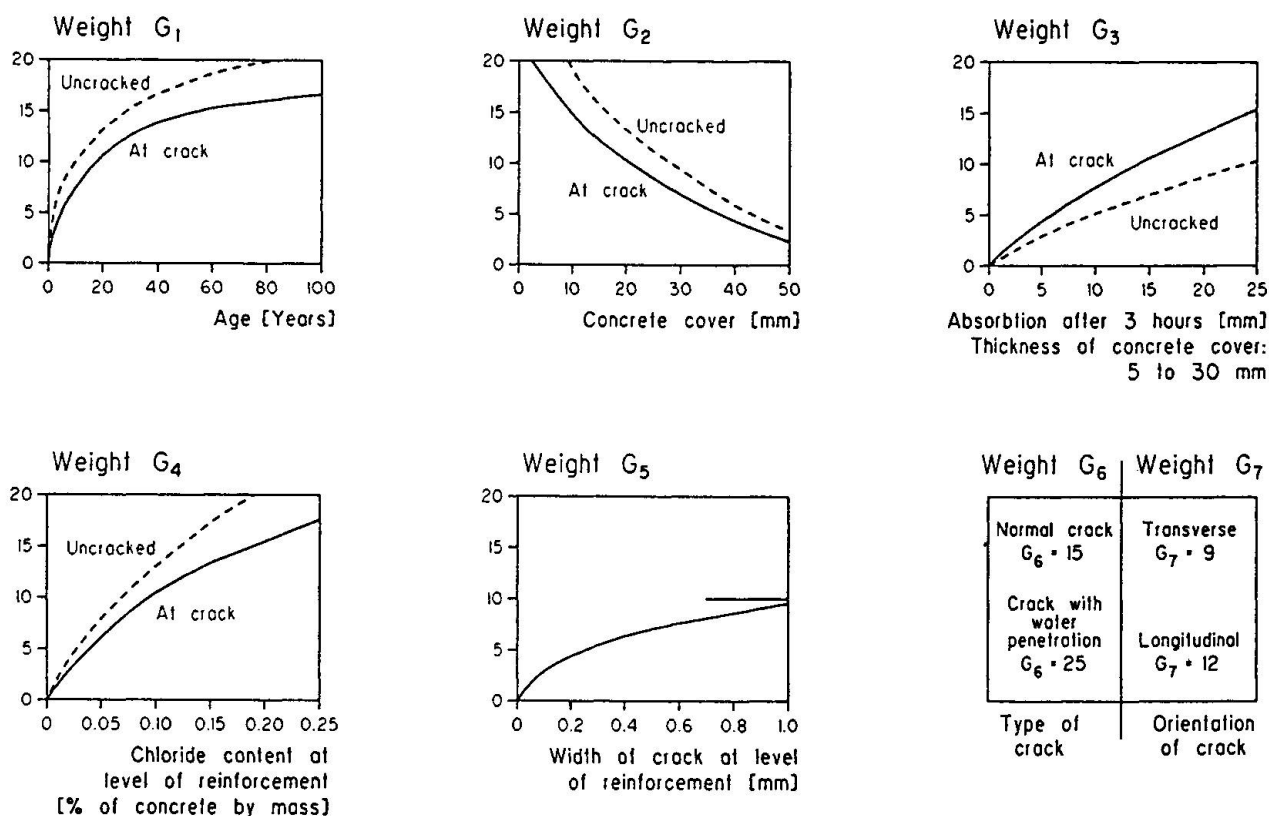 Weight G₁
20
15
10
5
0
Uncracked
At crack
0 20 40 60 80 100
Age [Years]
Weight G₂
20
15
10
5
0
Uncracked
At crack
0 10 20 30 40 50
Concrete cover [mm]
Weight G₃
20
15
10
5
0
At crack
Uncracked
0 5 10 15 20 25
Absorbtion after 3 hours [mm]
Thickness of concrete cover:
5 to 30 mm
Weight G₄
20
15
10
5
0
Uncracked
At crack
0 0.05 0.10 0.15 0.20 0.25
Chloride content at
level of reinforcement
[% of concrete by mass]
Weight G₅
20
15
10
5
0
0 0.2 0.4 0.6 0.8 1.0
Width of crack at level
of reinforcement [mm]
Weight G₆
Normal crack
G₆ = 15
Crack with
water
penetration
G₆ = 25
Type of
crack
Weight G₇
Transverse
G₇ = 9
Longitudinal
G₇ = 12
Orientation
of crack